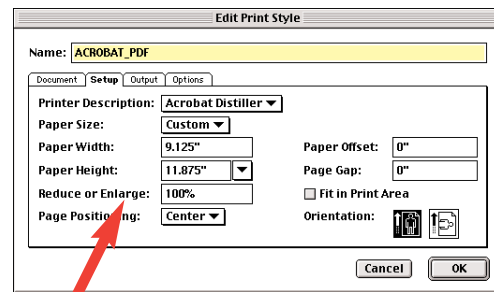 Edit Print Style
Name: ACROBAT_PDF
Document Setup Output Options
Printer Description: Acrobat Distiller
Paper Size: Custom
Paper Width: 9.125" Paper Offset: 0"
Paper Height: 11.875" Page Gap: 0"
Reduce or Enlarge: 100% Fit in Print Area
Page Positioning: Center Orientation:
Cancel OK